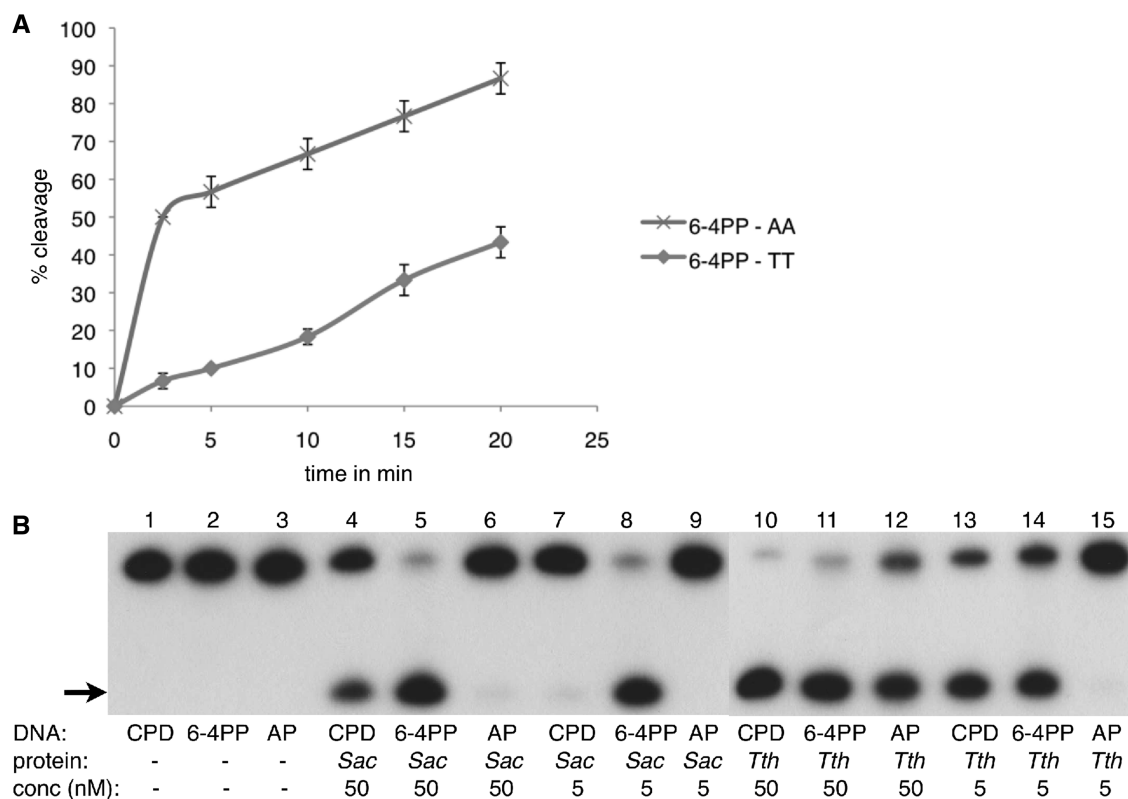 A
100
90
80
70
60
50
40
30
20
10
0
% cleavage
0 5 10 15 20 25
time in min
6-4PP - AA
6-4PP - TT
B
1 2 3 4 5 6 7 8 9 10 11 12 13 14 15
DNA: CPD 6-4PP AP CPD 6-4PP AP CPD 6-4PP AP CPD 6-4PP AP CPD 6-4PP AP
protein: - - - Sac Sac Sac Sac Sac Sac Tth Tth Tth Tth Tth Tth
conc (nM): - - - 50 50 50 5 5 5 50 50 50 5 5 5